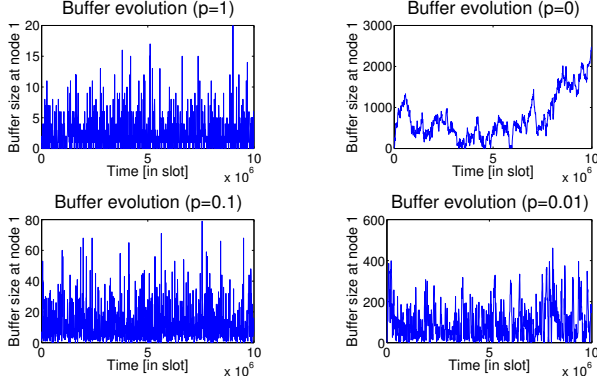 Buffer evolution (p=1)
Buffer size at node 1
20
15
10
5
0
0 5 10
Time [in slot]
x 10^6
Buffer evolution (p=0)
Buffer size at node 1
3000
2000
1000
0
0 5 10
Time [in slot]
x 10^6
Buffer evolution (p=0.1)
Buffer size at node 1
80
60
40
20
0
0 5 10
Time [in slot]
x 10^6
Buffer evolution (p=0.01)
Buffer size at node 1
600
400
200
0
0 5 10
Time [in slot]
x 10^6